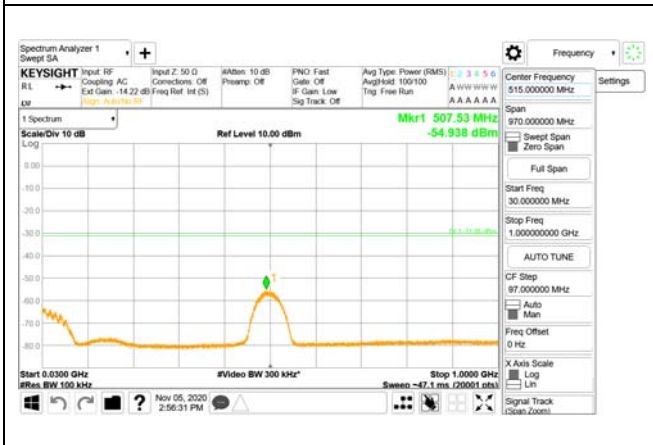 Spectrum Analyzer 1
Swept SA
+
Frequency
KEYSIGHT
RL
Input: RF
Coupling: AC
Ext Gain: -14.22 dB
Align: Auto/No RF
Input Z: 50 Ω
Corrections: Off
Freq Ref: Int (S)
#Atten: 10 dB
Preamp: Off
PNO: Fast
Gate: Off
IF Gain: Low
Sig Track: Off
Avg Type: Power (RMS)
Avg|Hold: 100/100
Trig: Free Run
1 2 3 4 5 6
A W W W W W
A A A A A A
1 Spectrum
Scale/Div 10 dB
Log
Ref Level 10.00 dBm
Mkr1 507.53 MHz
-54.938 dBm
0.00
-10.0
-20.0
-30.0
-40.0
-50.0
-60.0
-70.0
-80.0
1
Start 0.0300 GHz
#Res BW 100 kHz
#Video BW 300 kHz*
Stop 1.0000 GHz
Sweep ~47.1 ms (20001 pts)
Center Frequency
515.000000 MHz
Settings
Span
970.000000 MHz
Swept Span
Zero Span
Full Span
Start Freq
30.000000 MHz
Stop Freq
1.000000000 GHz
AUTO TUNE
CF Step
97.000000 MHz
Auto
Man
Freq Offset
0 Hz
X Axis Scale
Log
Lin
Signal Track
(Span Zoom)
?
Nov 05, 2020
2:56:31 PM